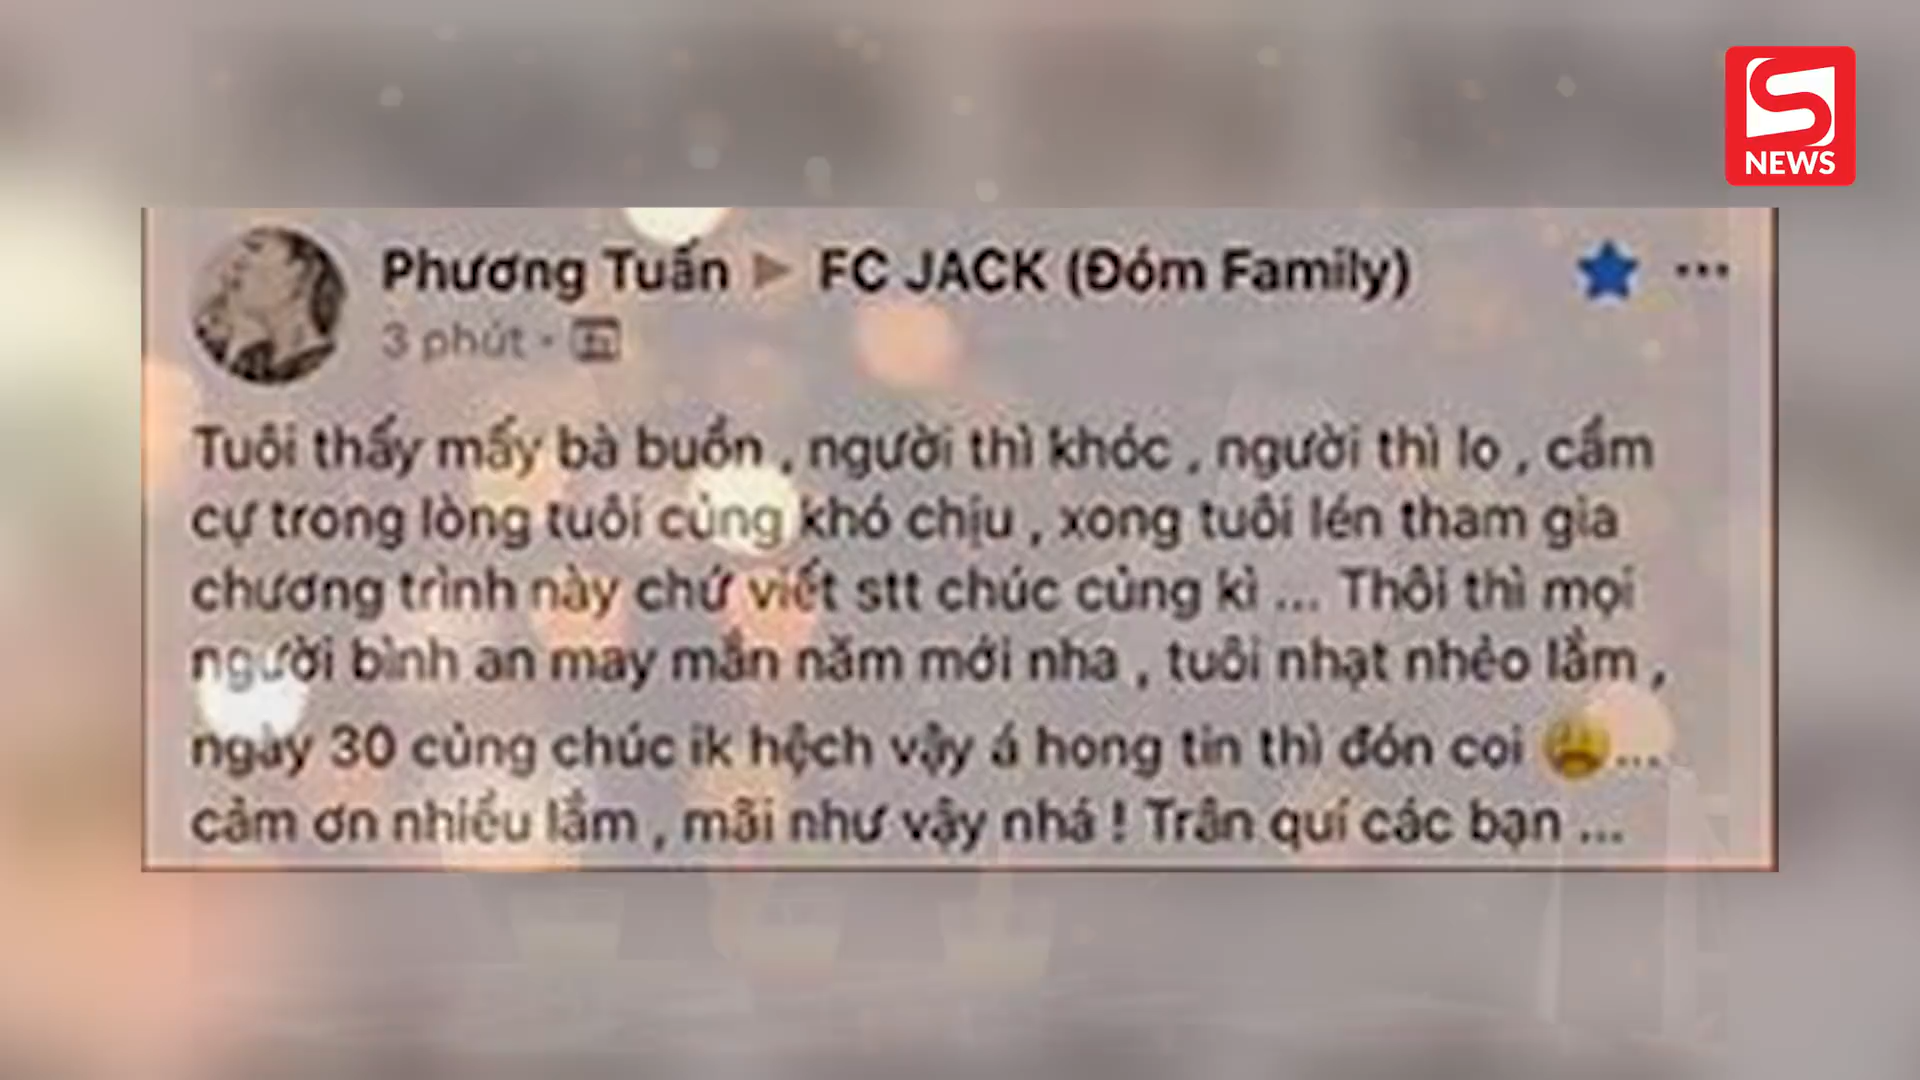 S
NEWS
Phương Tuấn ▶ FC JACK (Đóm Family)
3 phút ·
Tuôi thấy mấy bà buồn , người thì khóc , người thì lo , cầm
cự trong lòng tuôi củng khó chịu , xong tuôi lén tham gia
chương trình này chứ viết stt chúc củng kì ... Thôi thì mọi
người bình an may mắn năm mới nha , tuôi nhạt nhẻo lắm ,
ngày 30 củng chúc ik hệch vậy á hong tin thì đón coi 😩...
cảm ơn nhiều lắm , mãi như vậy nhá ! Trân quí các bạn ...